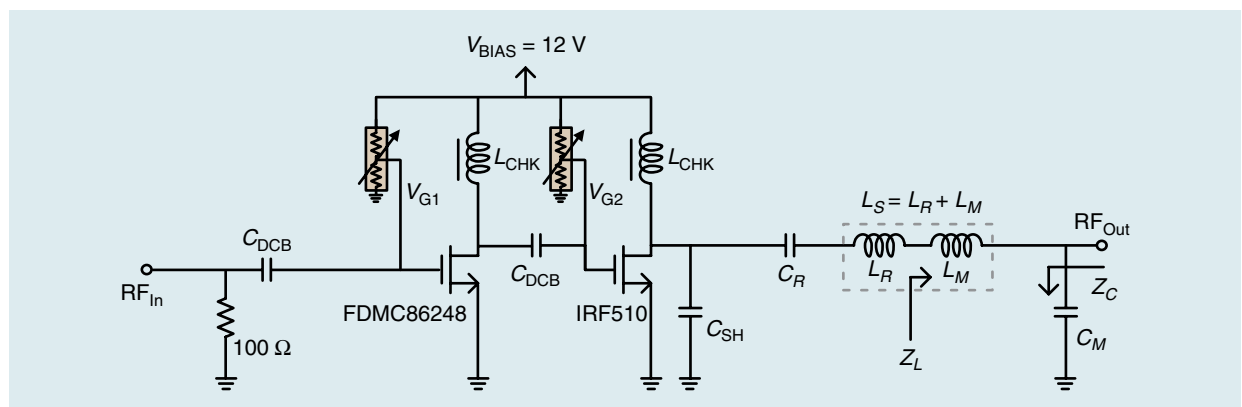 V_BIAS = 12 V
L_CHK
L_CHK
V_G1
V_G2
L_S = L_R + L_M
RF_Out
C_DCB
C_DCB
C_R
L_R
L_M
RF_In
Z_C
FDMC86248
IRF510
100 Ω
C_SH
Z_L
C_M